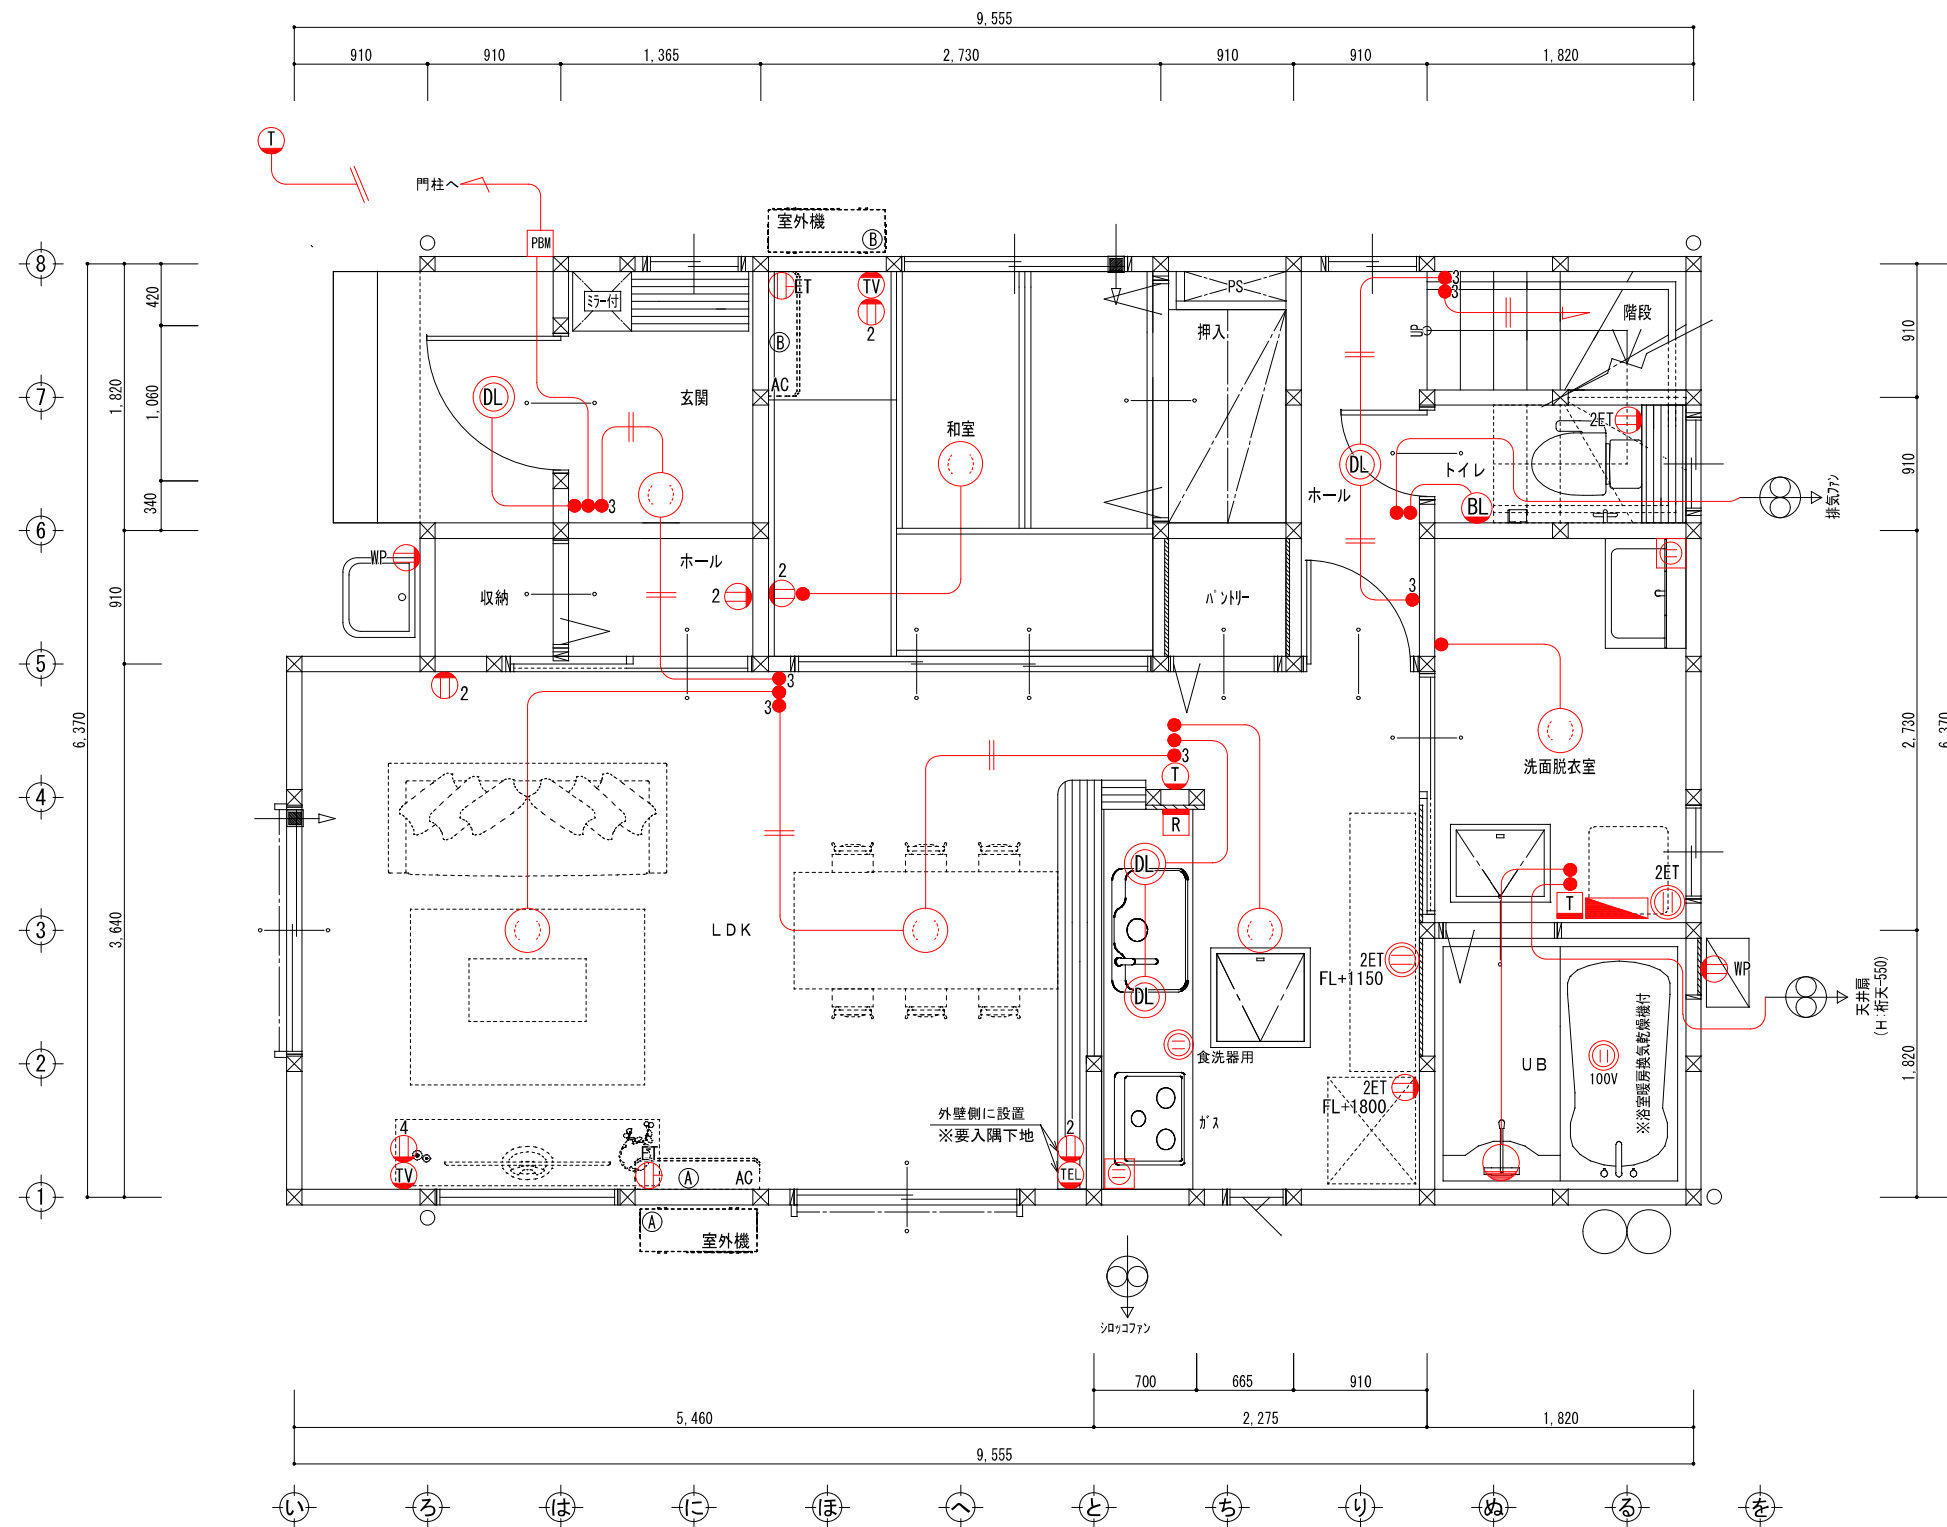 9,555
910 910 1,365 2,730 910 910 1,820
T
門柱へ
PBM
室外機
B
8
ミラー付
ET
TV
2
PS
3
3
420
押入
UP
階段
910
B
AC
7
DL
玄関
1,820
1,060
和室
2ET
910
DL
トイレ
ホール
340
3
BL
排気ファン
6
WP
ホール
2
2
収納
パントリー
3
910
5
2
3
3
6,370
3
T
R
洗面脱衣室
2,730
6,370
4
DL
2ET
T
3
3,640
LDK
2ET
FL+1150
DL
WP
天井扇
(H:桁天-550)
2
食洗器用
UB
100V
※浴室暖房換気乾燥機付
1,820
2ET
FL+1800
外壁側に設置
※要入隅下地
ガス
4
TV
ET
A
AC
2
TEL
1
A
室外機
シロッコファン
700 665 910
5,460 2,275 1,820
9,555
い ろ は に ほ へ と ち り ぬ る を